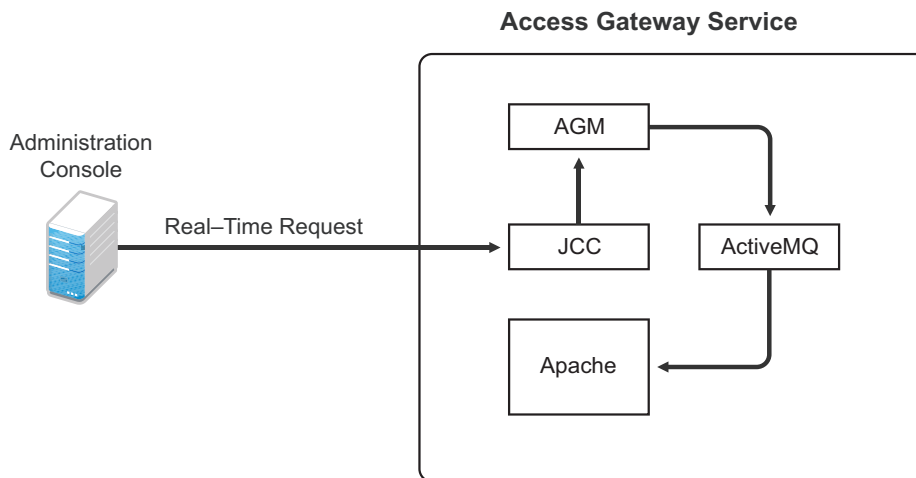 Access Gateway Service
AGM
Administration
Console
Real–Time Request
JCC
ActiveMQ
Apache